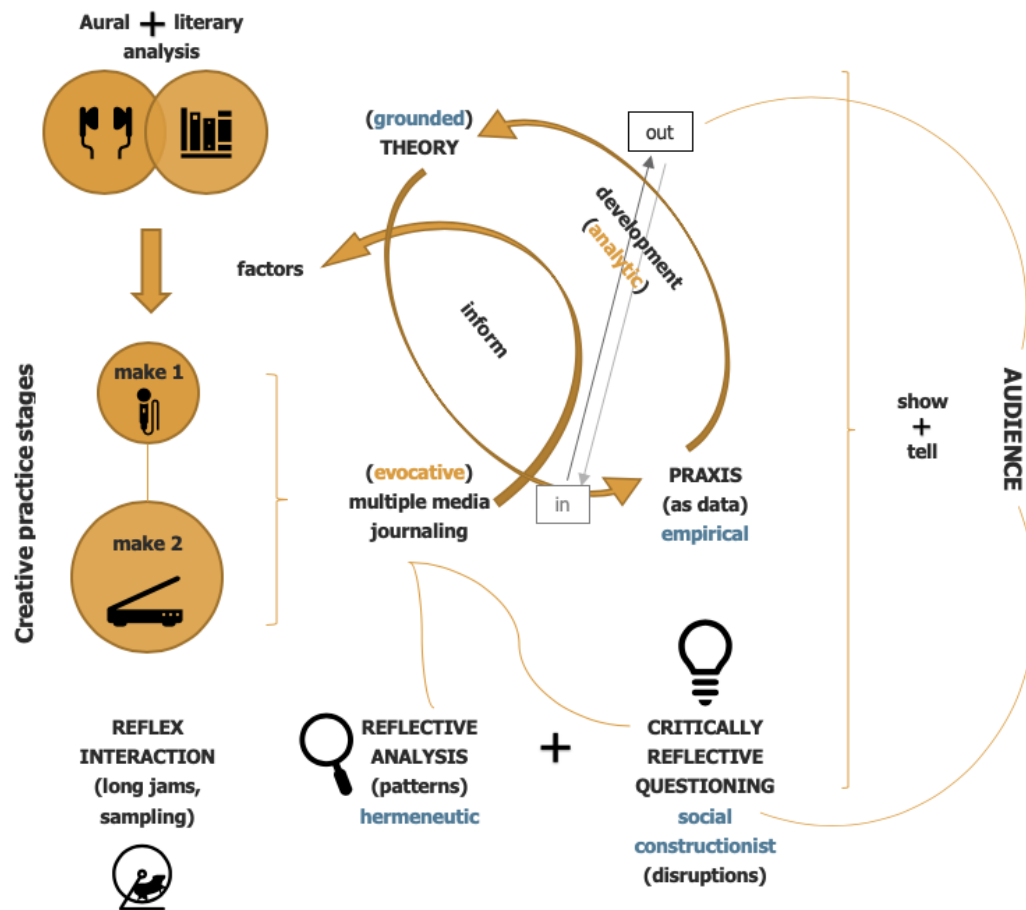 Aural + literary
analysis
(grounded)
THEORY
out
development
(analytic)
factors
inform
Creative practice stages
make 1
make 2
(evocative)
multiple media
journaling
in
PRAXIS
(as data)
empirical
show
+
tell
AUDIENCE
REFLEX
INTERACTION
(long jams,
sampling)
REFLECTIVE
ANALYSIS
(patterns)
hermeneutic
+
CRITICALLY
REFLECTIVE
QUESTIONING
social
constructionist
(disruptions)